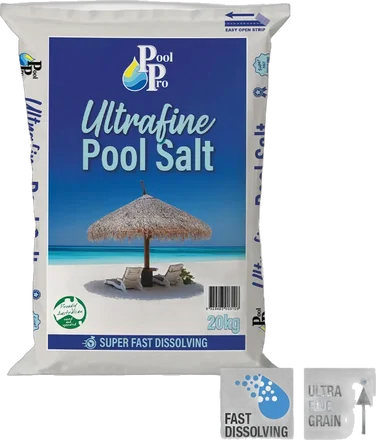 EASY OPEN STRIP
Pool
Pro
Ultrafine
Pool Salt
20kg
SUPER FAST DISSOLVING
FAST
DISSOLVING
ULTRA
FINE
GRAIN